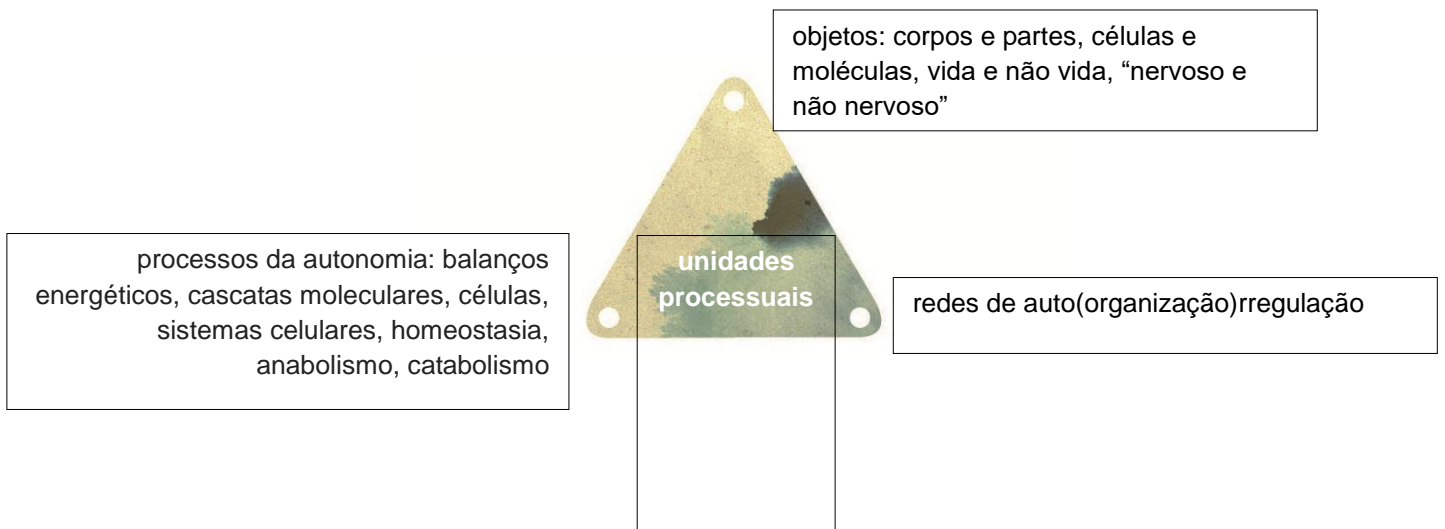 objetos: corpos e partes, células e
moléculas, vida e não vida, “nervoso e
não nervoso”
processos da autonomia: balanços
energéticos, cascatas moleculares, células,
sistemas celulares, homeostasia,
anabolismo, catabolismo
unidades
processuais
redes de auto(organização)rregulação